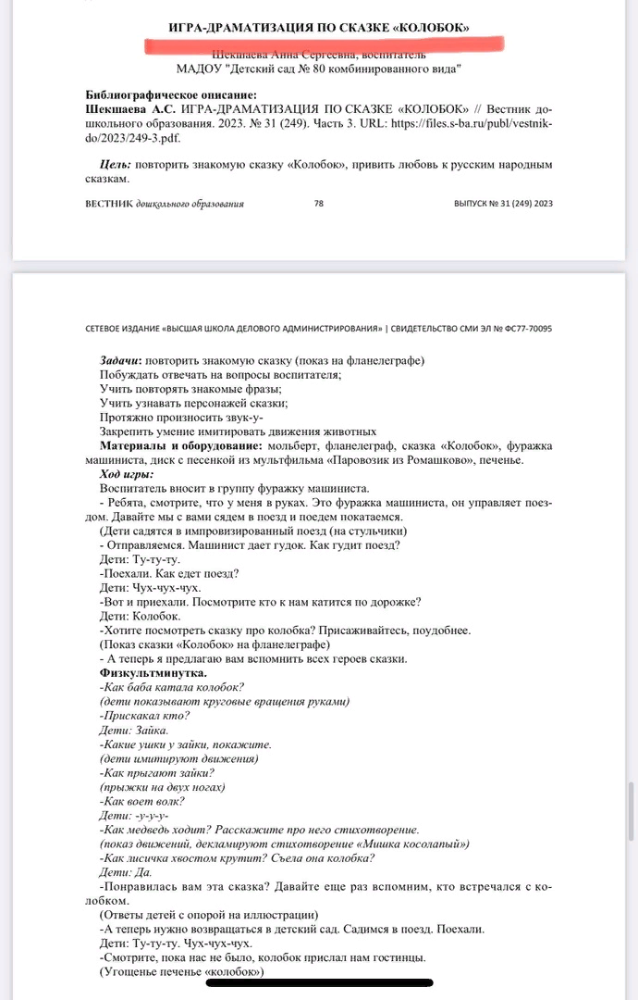 ИГРА-ДРАМАТИЗАЦИЯ ПО СКАЗКЕ «КОЛОБОК»
Шекшаева Анна Сергеевна, воспитатель
МАДОУ "Детский сад № 80 комбинированного вида"
Библиографическое описание:
Шекшаева А.С. ИГРА-ДРАМАТИЗАЦИЯ ПО СКАЗКЕ «КОЛОБОК» // Вестник до-
школьного образования. 2023. № 31 (249). Часть 3. URL: https://files.s-ba.ru/publ/vestnik-
do/2023/249-3.pdf.
Цель: повторить знакомую сказку «Колобок», привить любовь к русским народным
сказкам.
ВЕСТНИК дошкольного образования 78 ВЫПУСК № 31 (249) 2023
СЕТЕВОЕ ИЗДАНИЕ «ВЫСШАЯ ШКОЛА ДЕЛОВОГО АДМИНИСТРИРОВАНИЯ» | СВИДЕТЕЛЬСТВО СМИ ЭЛ № ФС77-70095
Задачи: повторить знакомую сказку (показ на фланелеграфе)
Побуждать отвечать на вопросы воспитателя;
Учить повторять знакомые фразы;
Учить узнавать персонажей сказки;
Протяжно произносить звук-у-
Закрепить умение имитировать движения животных
Материалы и оборудование: мольберт, фланелеграф, сказка «Колобок», фуражка
машиниста, диск с песенкой из мультфильма «Паровозик из Ромашково», печенье.
Ход игры:
Воспитатель вносит в группу фуражку машиниста.
- Ребята, смотрите, что у меня в руках. Это фуражка машиниста, он управляет поез-
дом. Давайте мы с вами сядем в поезд и поедем покатаемся.
(Дети садятся в импровизированный поезд (на стульчики)
- Отправляемся. Машинист дает гудок. Как гудит поезд?
Дети: Ту-ту-ту.
-Поехали. Как едет поезд?
Дети: Чух-чух-чух.
-Вот и приехали. Посмотрите кто к нам катится по дорожке?
Дети: Колобок.
-Хотите посмотреть сказку про колобка? Присаживайтесь, поудобнее.
(Показ сказки «Колобок» на фланелеграфе)
- А теперь я предлагаю вам вспомнить всех героев сказки.
Физкультминутка.
-Как баба катала колобок?
(дети показывают круговые вращения руками)
-Прискакал кто?
Дети: Зайка.
-Какие ушки у зайки, покажите.
(дети имитируют движения)
-Как прыгают зайки?
(прыжки на двух ногах)
-Как воет волк?
Дети: -у-у-у-
-Как медведь ходит? Расскажите про него стихотворение.
(показ движений, декламируют стихотворение «Мишка косолапый»)
-Как лисичка хвостом крутит? Съела она колобка?
Дети: Да.
-Понравилась вам эта сказка? Давайте еще раз вспомним, кто встречался с ко-
лобком.
(Ответы детей с опорой на иллюстрации)
-А теперь нужно возвращаться в детский сад. Садимся в поезд. Поехали.
Дети: Ту-ту-ту. Чух-чух-чух.
-Смотрите, пока нас не было, колобок прислал нам гостинцы.
(Угощенье печенье «колобок»)